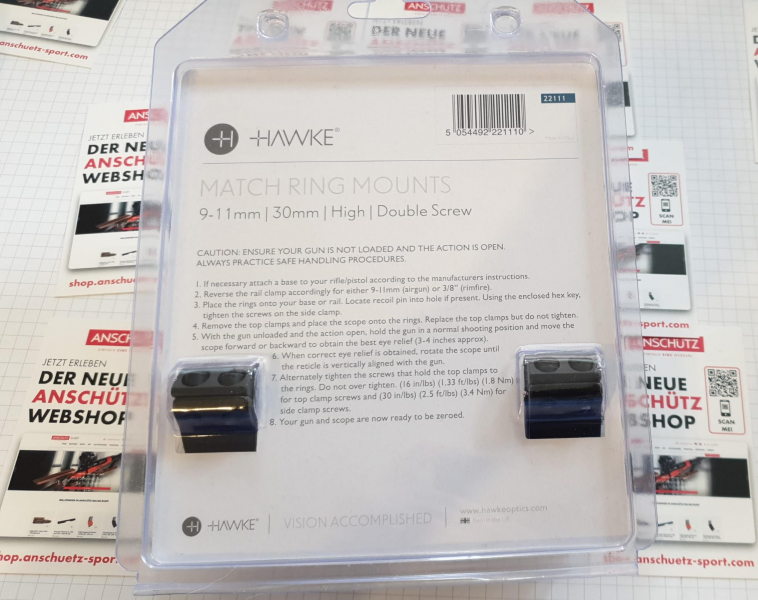 ANSCHÜTZ
DER NEUE
anschuetz-sport.com
22111
5 054492 221110 >
HAWKE®
MATCH RING MOUNTS
9-11mm | 30mm | High | Double Screw
CAUTION: ENSURE YOUR GUN IS NOT LOADED AND THE ACTION IS OPEN.
ALWAYS PRACTICE SAFE HANDLING PROCEDURES.
1. If necessary attach a base to your rifle/pistol according to the manufacturers instructions.
2. Reverse the rail clamp accordingly for either 9-11mm (airgun) or 3/8" (rimfire).
3. Place the rings onto your base or rail. Locate recoil pin into hole if present. Using the enclosed hex key,
tighten the screws on the side clamp.
4. Remove the top clamps and place the scope onto the rings. Replace the top clamps but do not tighten.
5. With the gun unloaded and the action open, hold the gun in a normal shooting position and move the
scope forward or backward to obtain the best eye relief (3-4 inches approx).
6. When correct eye relief is obtained, rotate the scope until
the reticle is vertically aligned with the gun.
7. Alternately tighten the screws that hold the top clamps to
the rings. Do not over tighten. (16 in/lbs) (1.33 ft/lbs) (1.8 Nm)
for top clamp screws and (30 in/lbs) (2.5 ft/lbs) (3.4 Nm) for
side clamp screws.
8. Your gun and scope are now ready to be zeroed.
HAWKE® | VISION ACCOMPLISHED
www.hawkeoptics.com
ANS
JETZT ERLEBEN
DER NE
ANSCH
WEBSH
shop.anschuetz
NEUE
SHOP
SCAN
ME!
ort.com
ANSCH
JETZT ERLEBEN
DER NEUE
ANSCHÜTZ
WEBSHOP
hop.anschuetz-sport
ANSCHÜTZ
NEUE
CHÜTZ
SHOP
SCAN
ME!
anschuetz-sport.com